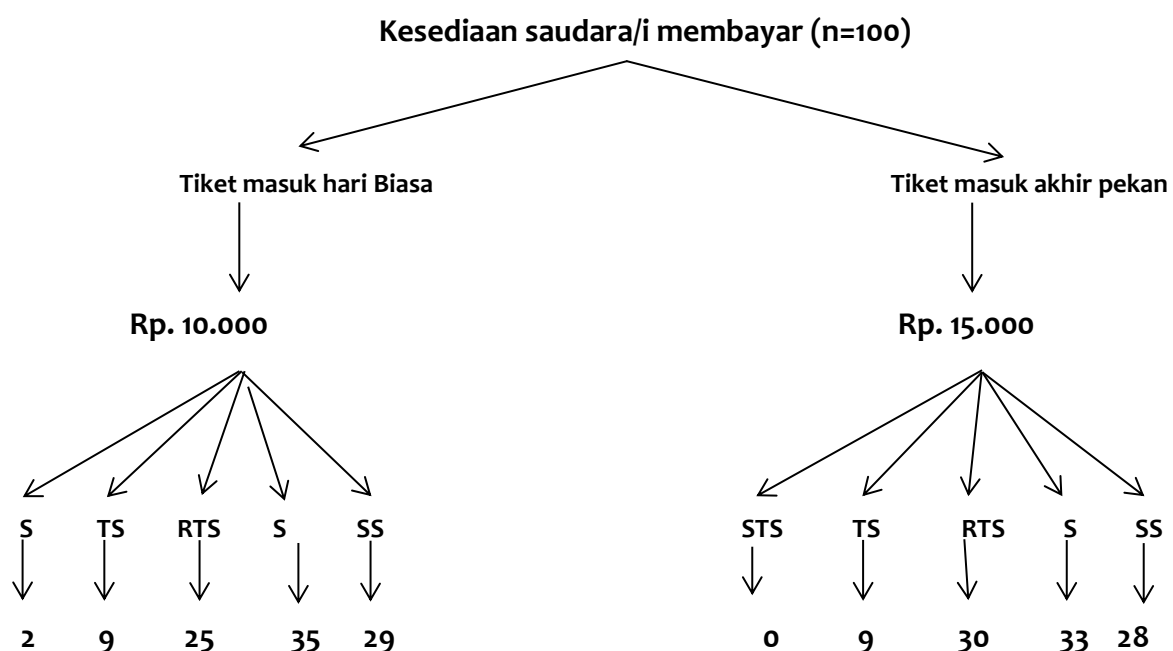 Kesediaan saudara/i membayar (n=100)
Tiket masuk hari Biasa Tiket masuk akhir pekan
Rp. 10.000 Rp. 15.000
S TS RTS S SS STS TS RTS S SS
2 9 25 35 29 0 9 30 33 28